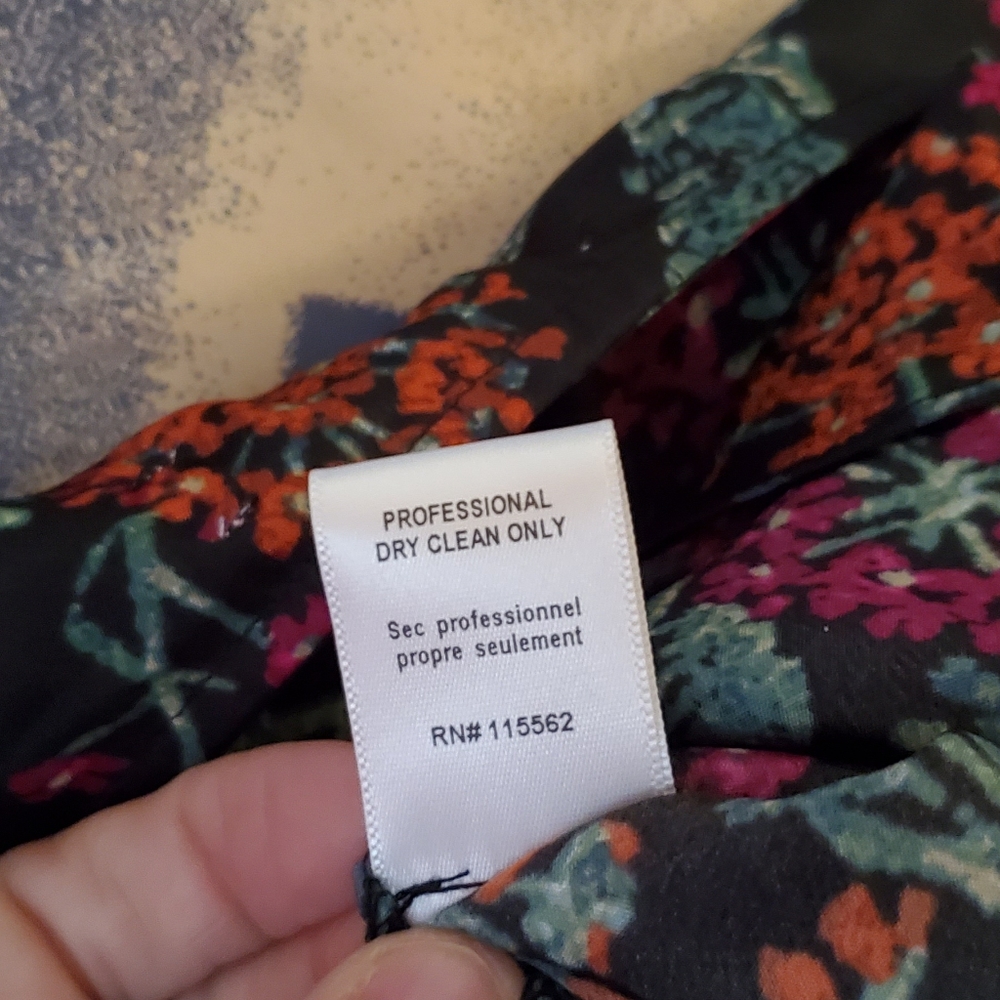 PROFESSIONAL
DRY CLEAN ONLY
Sec professionnel
propre seulement
RN# 115562